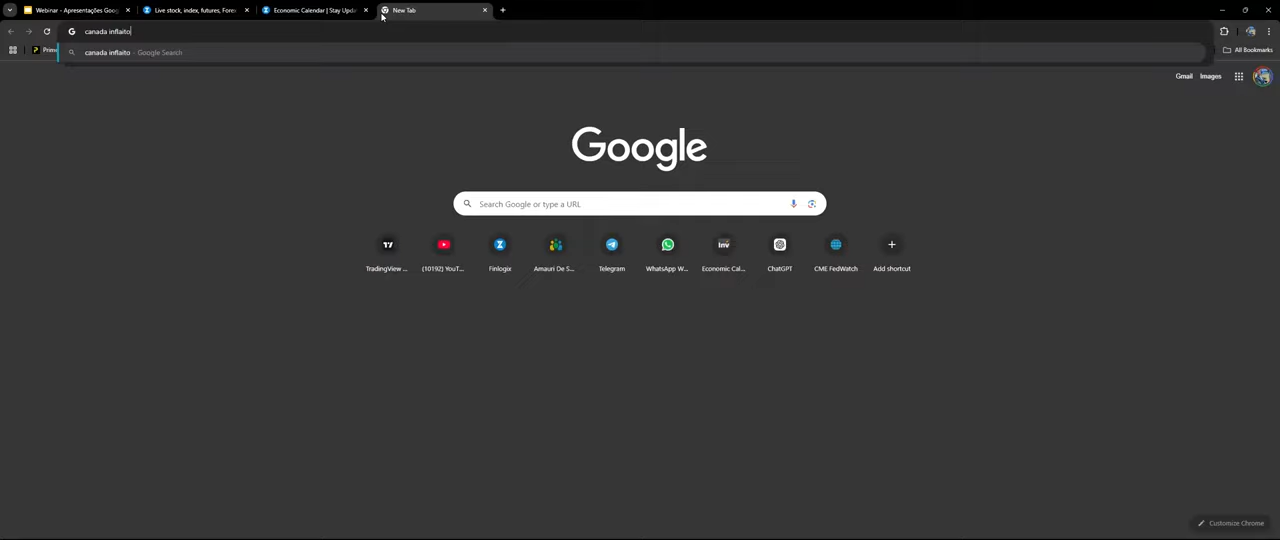 Webinar - Apresentações Goog
Live stock, index, futures, Forex
Economic Calendar | Stay Upda
New Tab
canada inflaito
Prime
canada inflaito - Google Search
All Bookmarks
Gmail
Images
Google
Search Google or type a URL
TradingView ...
(10192) YouT...
Finlogix
Amauri De S...
Telegram
WhatsApp W...
Economic Cal...
ChatGPT
CME FedWatch
Add shortcut
Customize Chrome